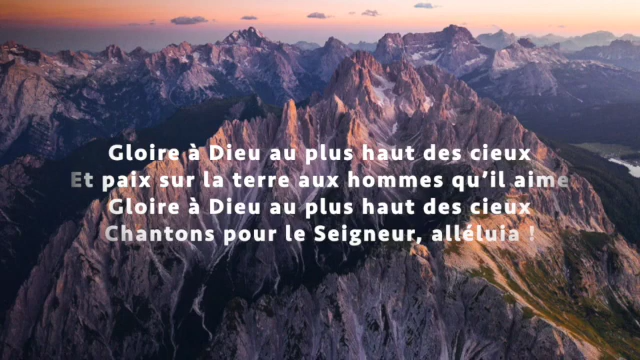 Gloire à Dieu au plus haut des cieux
Et paix sur la terre aux hommes qu’il aime
Gloire à Dieu au plus haut des cieux
Chantons pour le Seigneur, alléluia !